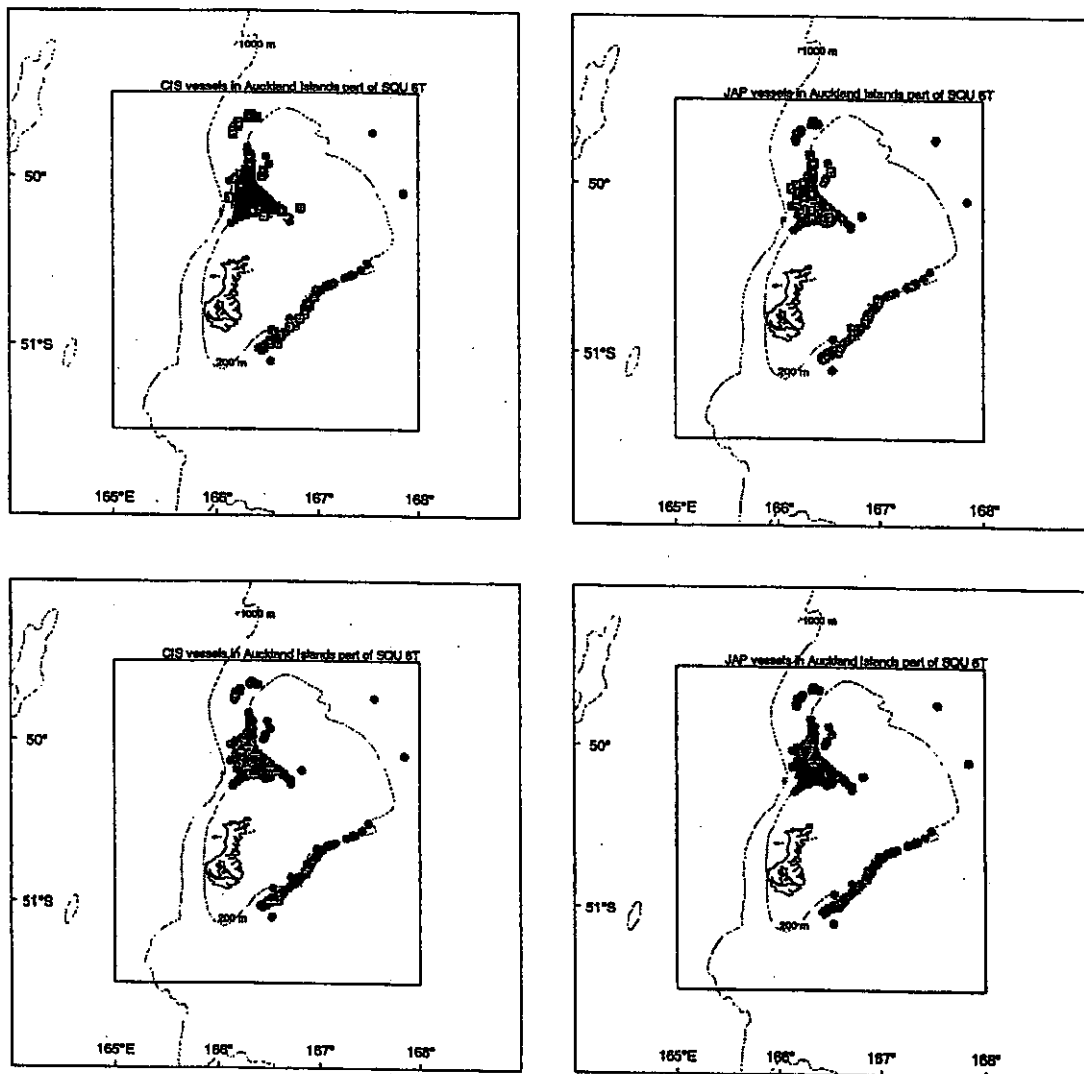 1000 m
CIS vessels in Auckland Islands part of SQU 6T
50°
51°S
200 m
165°E 166° 167° 168°
1000 m
JAP vessels in Auckland Islands part of SQU 6T
50°
51°S
200 m
165°E 166° 167° 168°
1000 m
CIS vessels in Auckland Islands part of SQU 6T
50°
51°S
200 m
165°E 166° 167° 168°
1000 m
JAP vessels in Auckland Islands part of SQU 6T
50°
51°S
200 m
165°E 166° 167° 168°